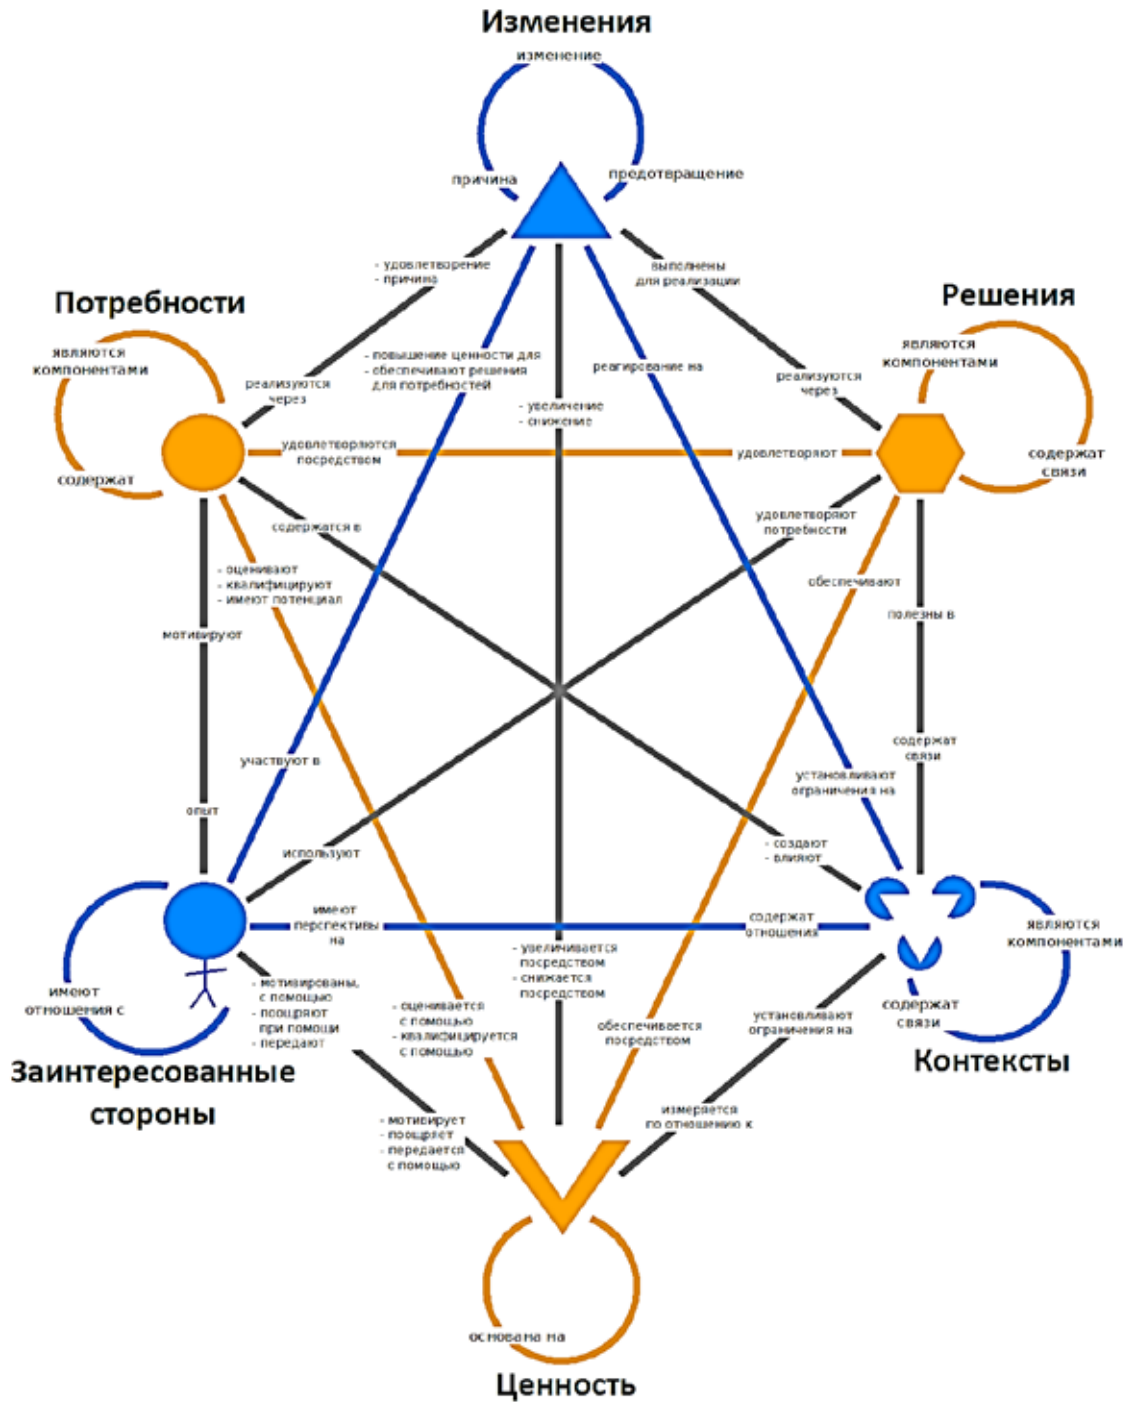 Изменения
изменение
причина
предотвращение
- удовлетворение
- причина
выполнены
для реализации
Потребности
Решения
являются
компонентами
являются
компонентами
- повышение ценности для
- обеспечивают решения
для потребностей
реагирование на
реализуются
через
реализуются
через
- увеличение
- снижение
удовлетворяются
посредством
удовлетворяют
содержат
содержат
связи
содержатся в
удовлетворяют
потребности
- оценивают
- квалифицируют
- имеют потенциал
обеспечивают
мотивируют
полезны в
содержат
связи
участвуют в
установливают
ограничения на
опыт
используют
- создают
- влияют
имеют
перспективы
на
содержат
отношения
являются
компонентами
- увеличивается
посредством
- снижается
посредством
имеют
отношения с
- мотивированы,
с помощью
- поощряют
при помощи
- передают
- оценивается
с помощью
- квалифицируется
с помощью
обеспечивается
посредством
установливают
ограничения на
содержат
связи
Заинтересованные
стороны
Контексты
- мотивирует
- поощряет
- передается
с помощью
измеряется
по отношению к
основана на
Ценность